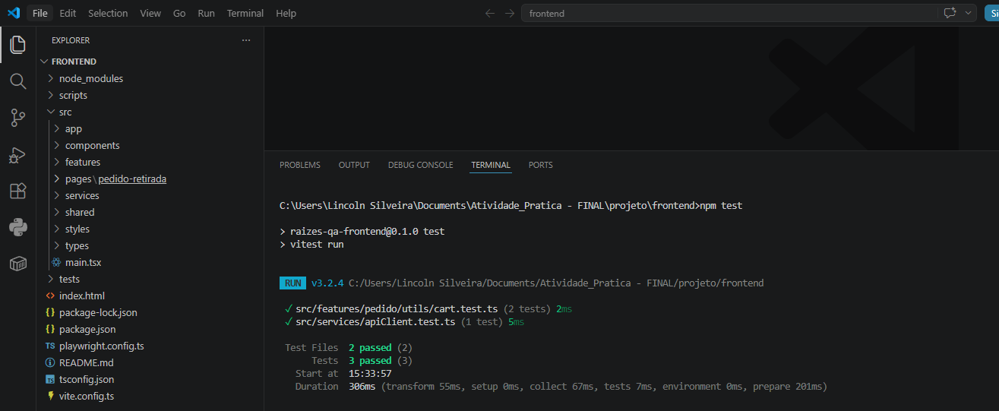 File Edit Selection View Go Run Terminal Help
frontend
EXPLORER
FRONTEND
node_modules
scripts
src
app
components
features
pages\pedido-retirada
services
shared
styles
types
main.tsx
tests
index.html
package-lock.json
package.json
TS playwright.config.ts
README.md
TS tsconfig.json
vite.config.ts
PROBLEMS OUTPUT DEBUG CONSOLE TERMINAL PORTS
C:\Users\Lincoln Silveira\Documents\Atividade_Pratica - FINAL\projeto\frontend>npm test
> raizes-qa-frontend@0.1.0 test
> vitest run
RUN v3.2.4 C:/Users/Lincoln Silveira/Documents/Atividade_Pratica - FINAL/projeto/frontend
✓ src/features/pedido/utils/cart.test.ts (2 tests) 2ms
✓ src/services/apiClient.test.ts (1 test) 5ms
Test Files 2 passed (2)
Tests 3 passed (3)
Start at 15:33:57
Duration 306ms (transform 55ms, setup 0ms, collect 67ms, tests 7ms, environment 0ms, prepare 201ms)